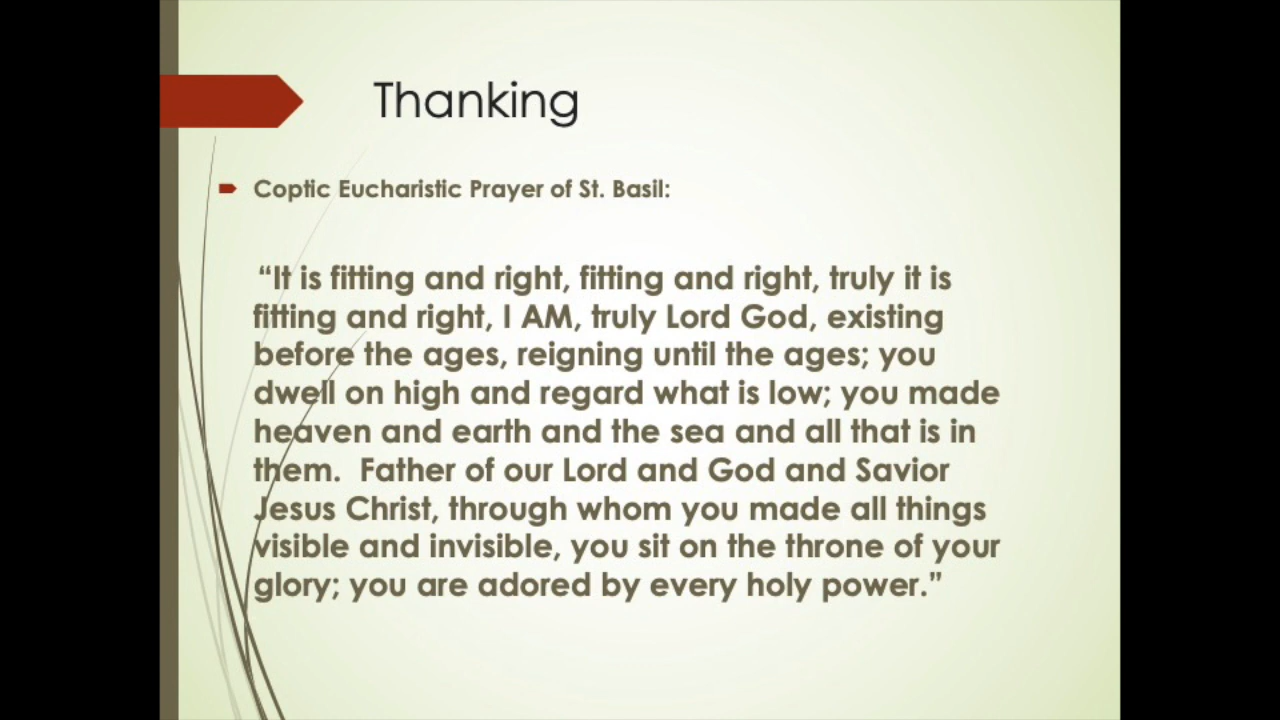 Thanking
Coptic Eucharistic Prayer of St. Basil:
“It is fitting and right, fitting and right, truly it is
fitting and right, I AM, truly Lord God, existing
before the ages, reigning until the ages; you
dwell on high and regard what is low; you made
heaven and earth and the sea and all that is in
them.  Father of our Lord and God and Savior
Jesus Christ, through whom you made all things
visible and invisible, you sit on the throne of your
glory; you are adored by every holy power.”